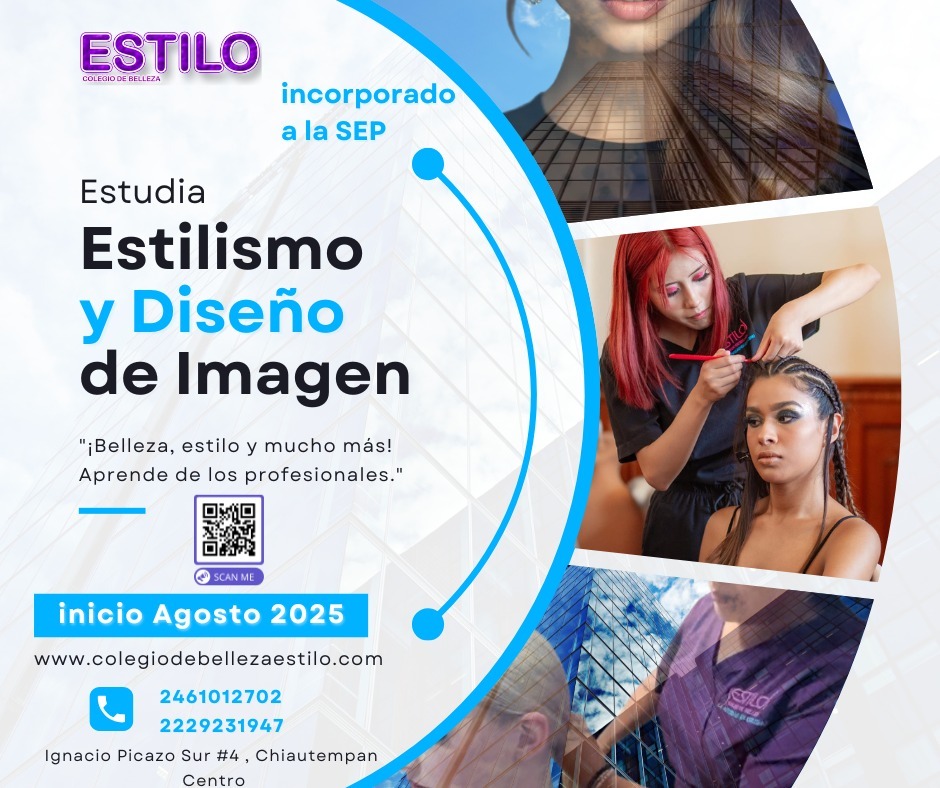 ESTILO
COLEGIO DE BELLEZA
incorporado
a la SEP
Estudia
Estilismo
y Diseño
de Imagen
"¡Belleza, estilo y mucho más!
Aprende de los profesionales."
SCAN ME
inicio Agosto 2025
www.colegiodebellezaestilo.com
2461012702
2229231947
Ignacio Picazo Sur #4 , Chiautempan
Centro